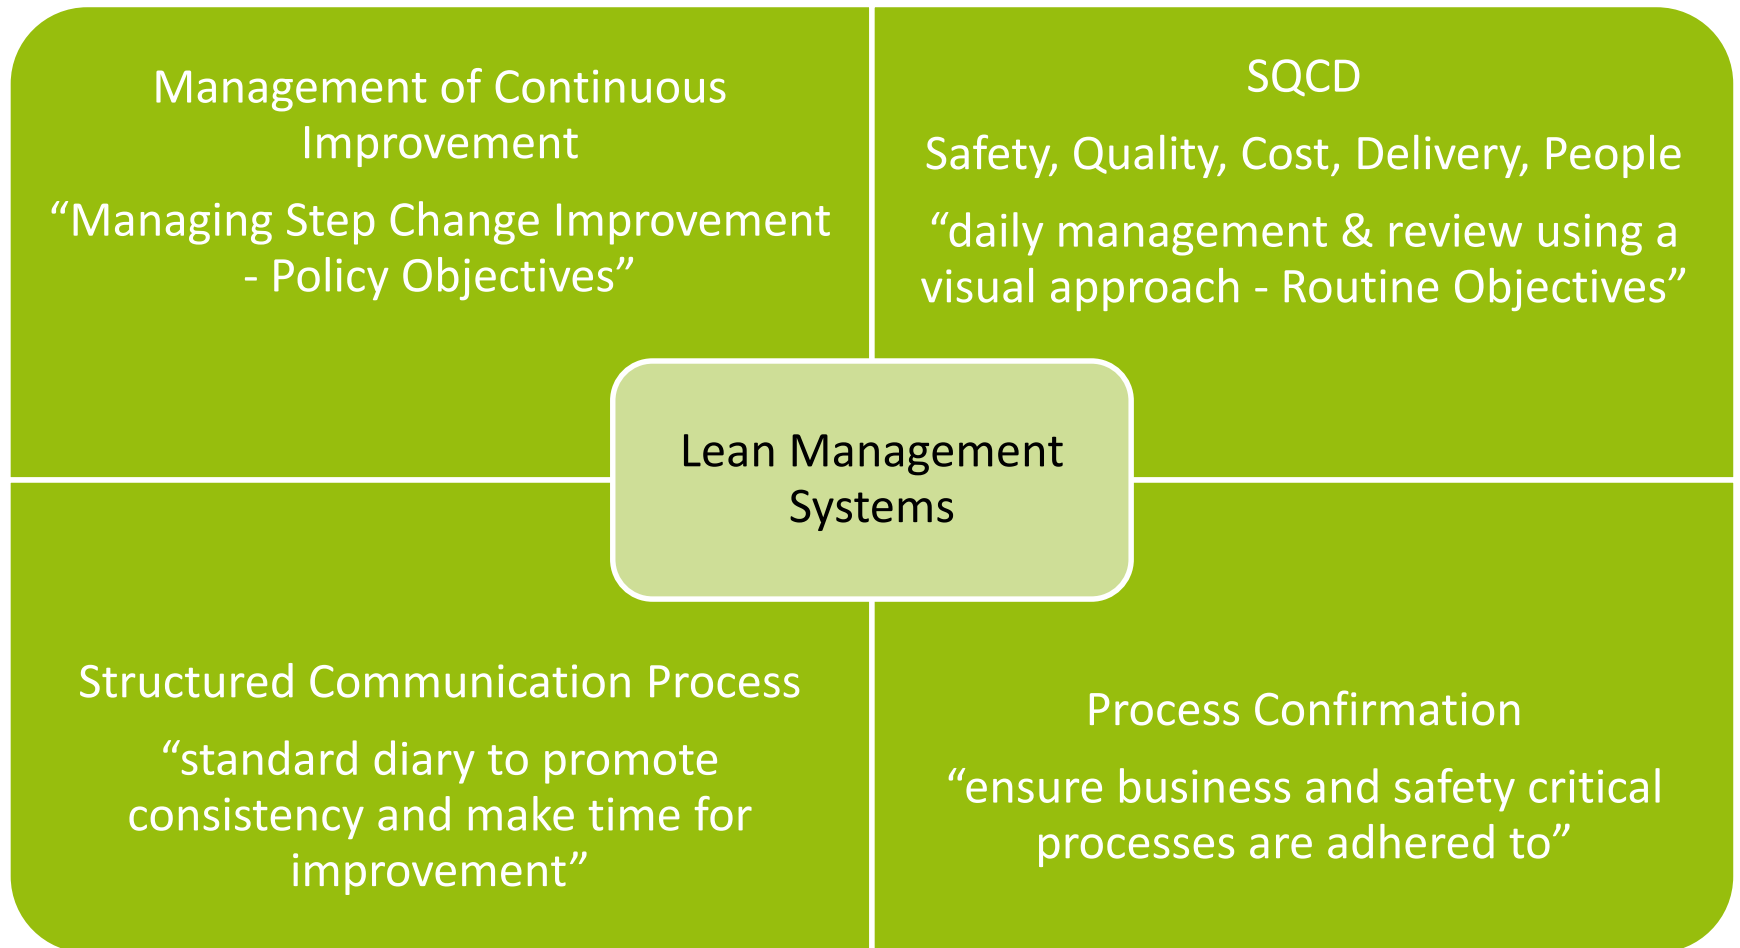 Management of Continuous
Improvement
“Managing Step Change Improvement
- Policy Objectives”
SQCD
Safety, Quality, Cost, Delivery, People
“daily management & review using a
visual approach - Routine Objectives”
Lean Management
Systems
Structured Communication Process
“standard diary to promote
consistency and make time for
improvement”
Process Confirmation
“ensure business and safety critical
processes are adhered to”